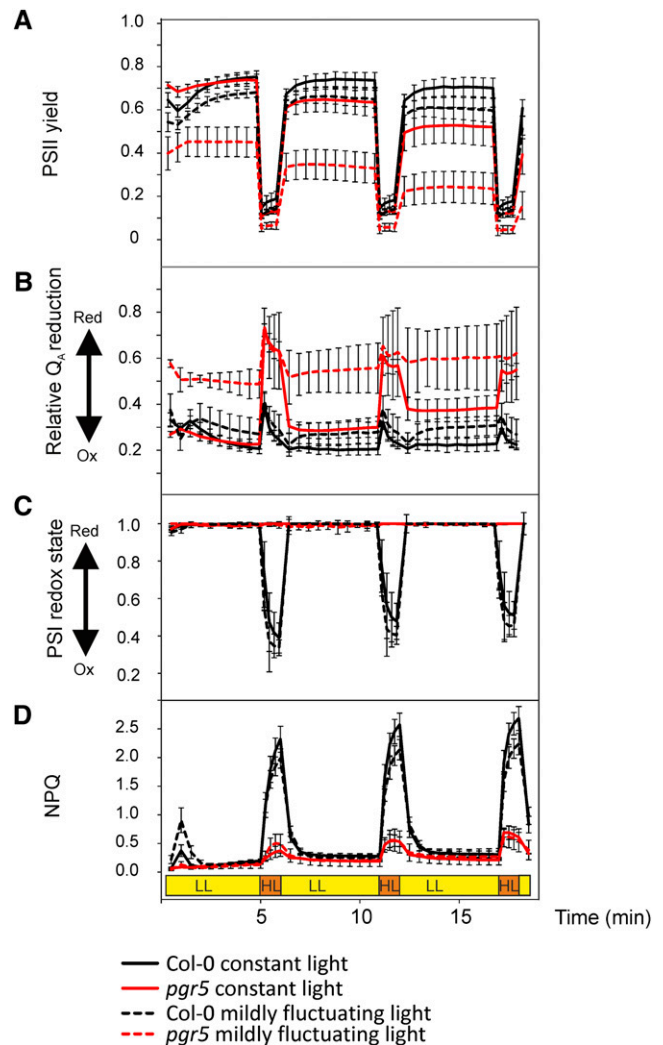 A
PSII yield
1.0
0.8
0.6
0.4
0.2
0
B
Relative QA reduction
Red
Ox
0.8
0.6
0.4
0.2
C
PSI redox state
Red
Ox
1.0
0.8
0.6
0.4
0.2
D
NPQ
2.5
2.0
1.5
1.0
0.5
0.0
LL HL LL HL LL HL
5 10 15 Time (min)
Col-0 constant light
pgr5 constant light
Col-0 mildly fluctuating light
pgr5 mildly fluctuating light